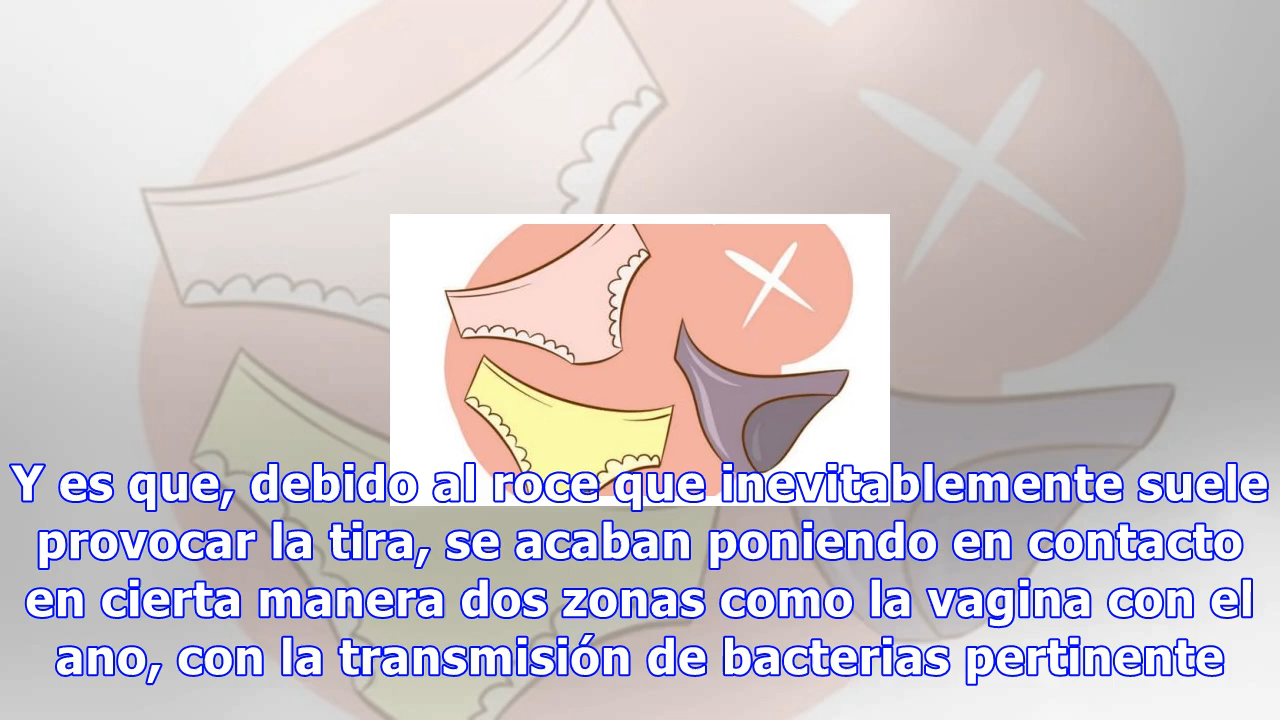 Y es que, debido al roce que inevitablemente suele
provocar la tira, se acaban poniendo en contacto
en cierta manera dos zonas como la vagina con el
ano, con la transmisión de bacterias pertinente